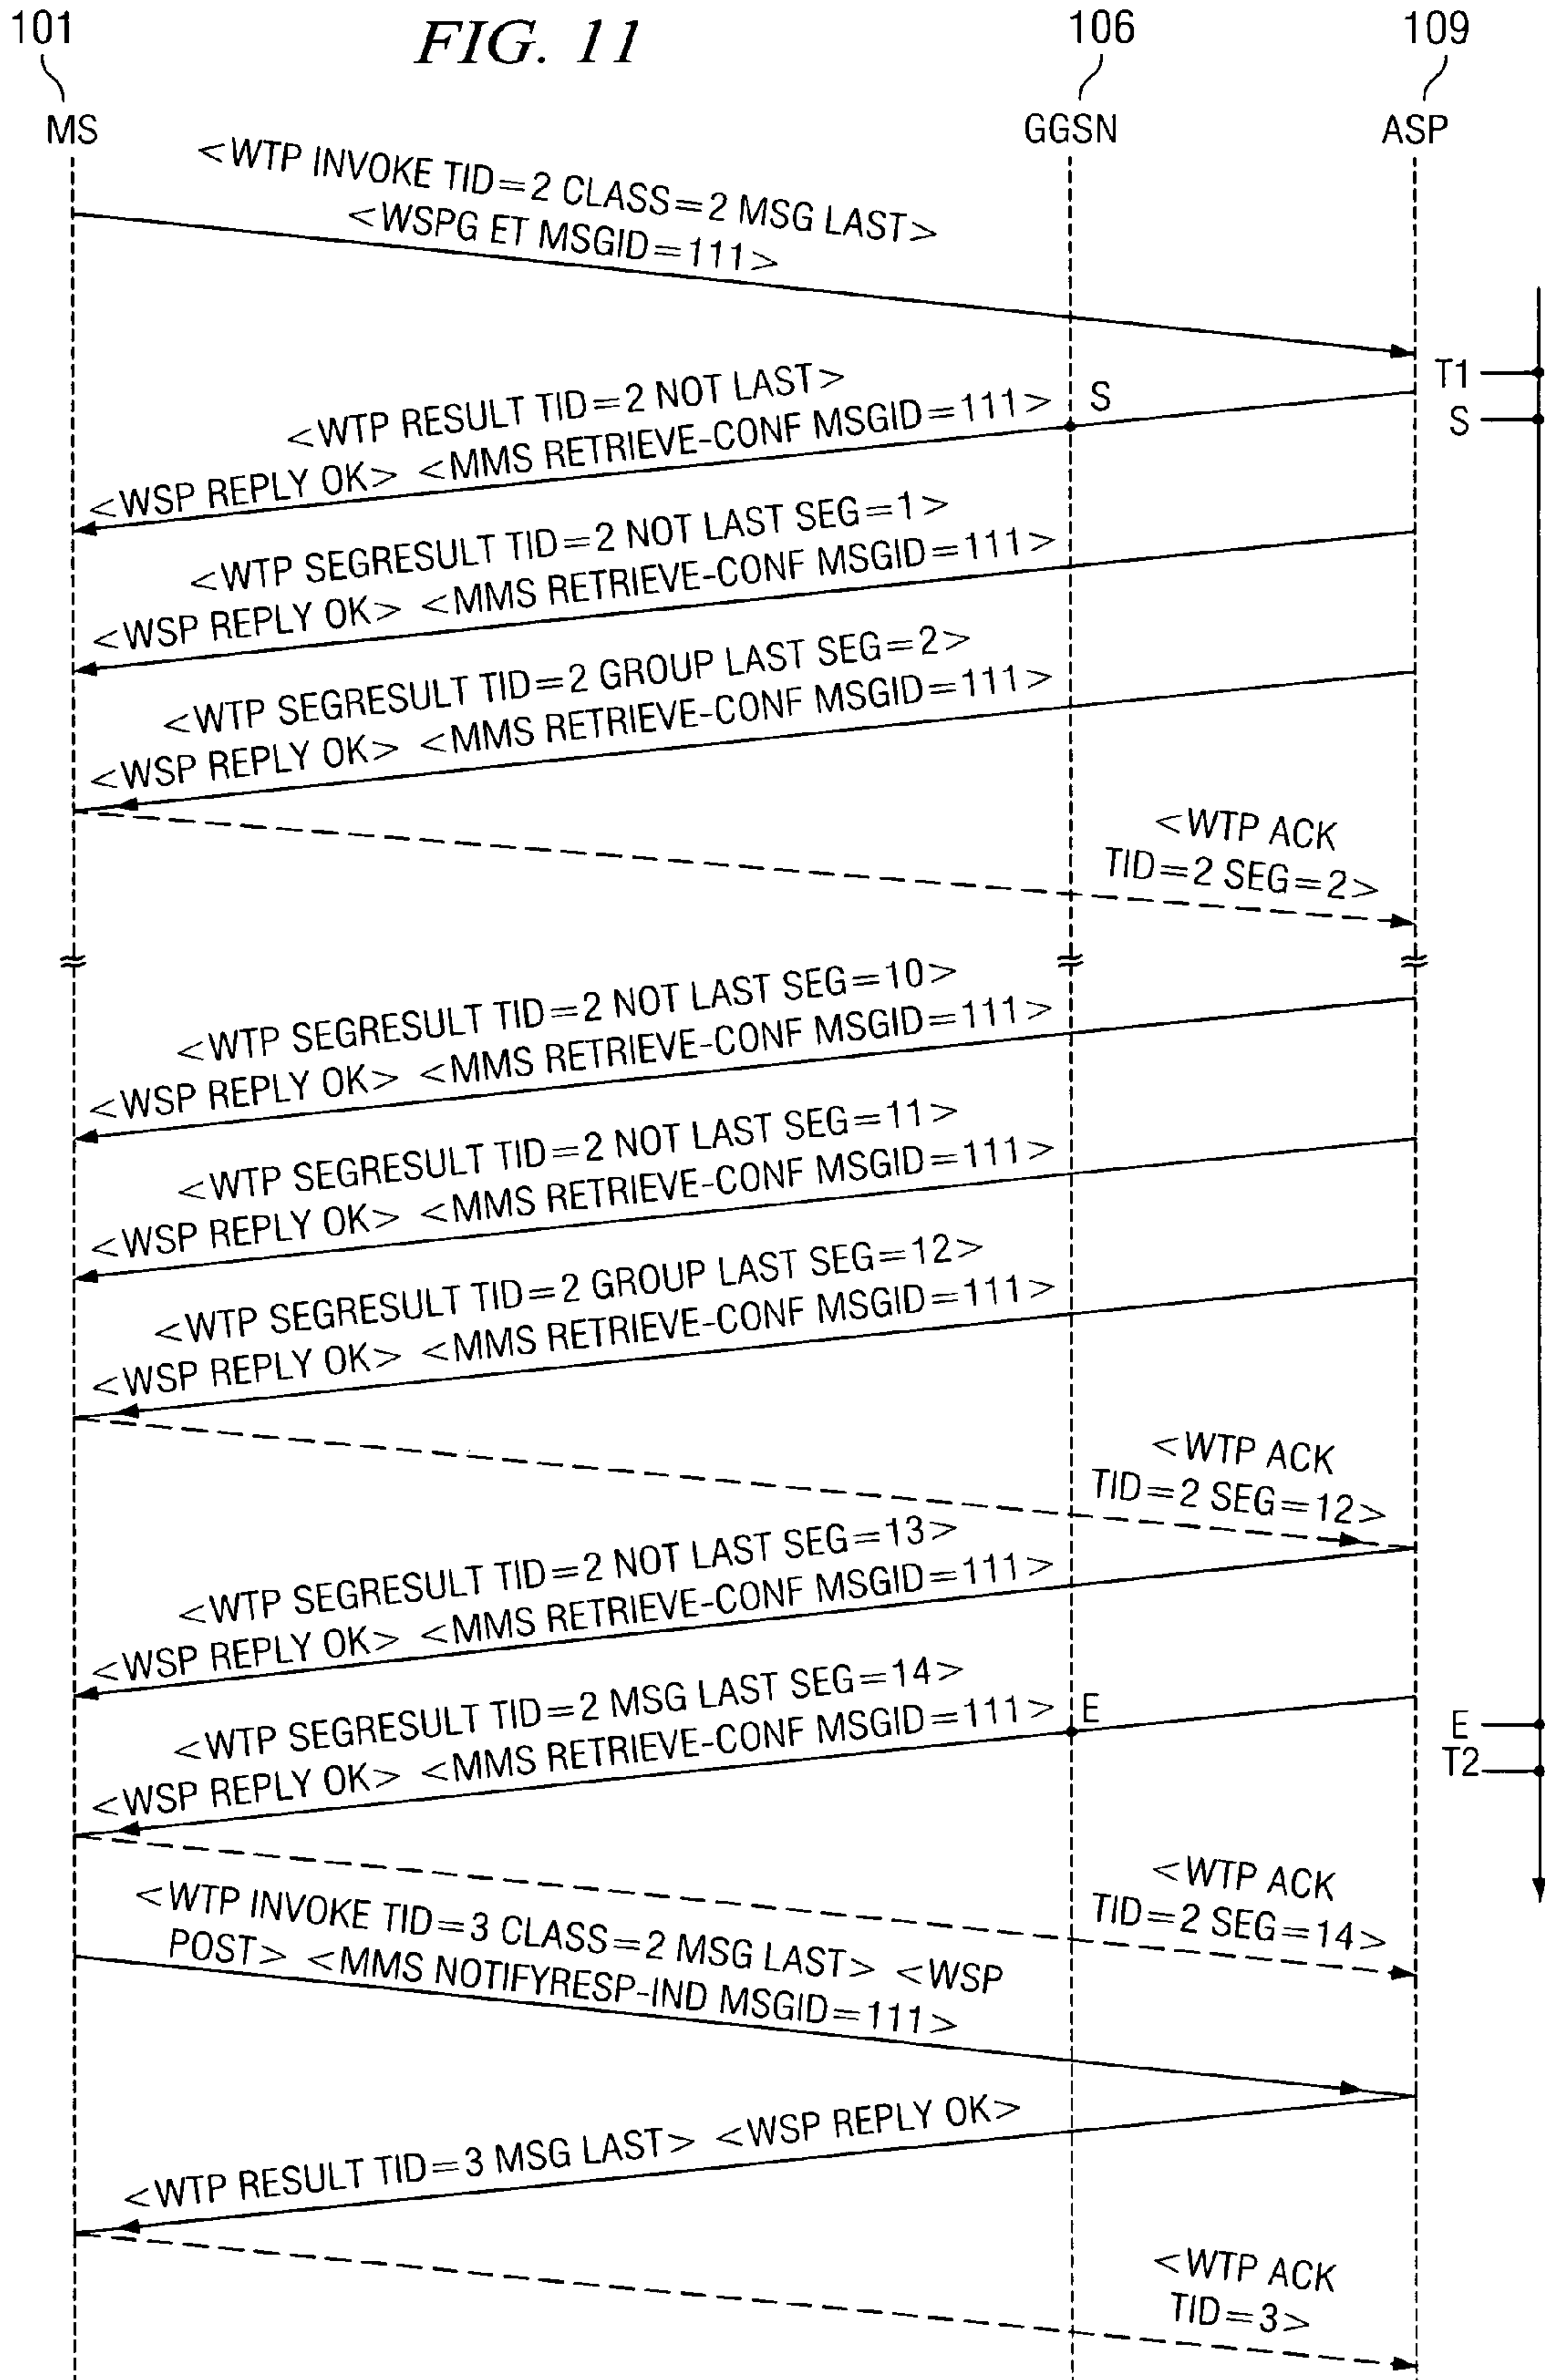 101
FIG. 11
106
109
MS
GGSN
ASP
<WTP INVOKE TID=2 CLASS=2 MSG LAST>
<WSPG ET MSGID=111>
T1
<WTP RESULT TID=2 NOT LAST>
<WSP REPLY OK> <MMS RETRIEVE-CONF MSGID=111>
S
S
<WTP SEGRESULT TID=2 NOT LAST SEG=1>
<WSP REPLY OK> <MMS RETRIEVE-CONF MSGID=111>
<WTP SEGRESULT TID=2 GROUP LAST SEG=2>
<WSP REPLY OK> <MMS RETRIEVE-CONF MSGID=111>
<WTP ACK
TID=2 SEG=2>
<WTP SEGRESULT TID=2 NOT LAST SEG=10>
<WSP REPLY OK> <MMS RETRIEVE-CONF MSGID=111>
<WTP SEGRESULT TID=2 NOT LAST SEG=11>
<WSP REPLY OK> <MMS RETRIEVE-CONF MSGID=111>
<WTP SEGRESULT TID=2 GROUP LAST SEG=12>
<WSP REPLY OK> <MMS RETRIEVE-CONF MSGID=111>
<WTP ACK
TID=2 SEG=12>
<WTP SEGRESULT TID=2 NOT LAST SEG=13>
<WSP REPLY OK> <MMS RETRIEVE-CONF MSGID=111>
<WTP SEGRESULT TID=2 MSG LAST SEG=14>
<WSP REPLY OK> <MMS RETRIEVE-CONF MSGID=111>
E
E
T2
<WTP ACK
TID=2 SEG=14>
<WTP INVOKE TID=3 CLASS=2 MSG LAST> <WSP
POST> <MMS NOTIFYRESP-IND MSGID=111>
<WTP RESULT TID=3 MSG LAST> <WSP REPLY OK>
<WTP ACK
TID=3>